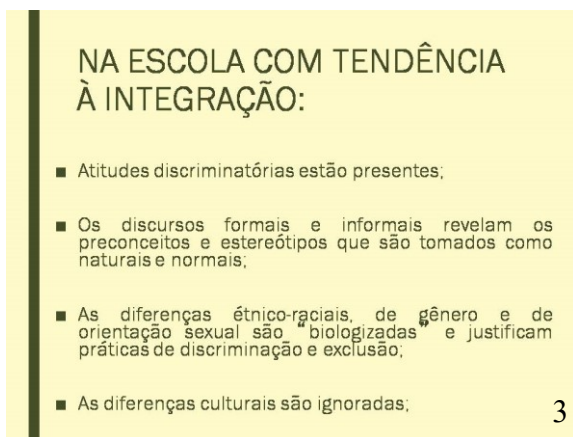 NA ESCOLA COM TENDÊNCIA
À INTEGRAÇÃO:
■ Atitudes discriminatórias estão presentes;
■ Os discursos formais e informais revelam os
preconceitos e estereótipos que são tomados como
naturais e normais;
■ As diferenças étnico-raciais, de gênero e de
orientação sexual são “biologizadas” e justificam
práticas de discriminação e exclusão;
■ As diferenças culturais são ignoradas;
3